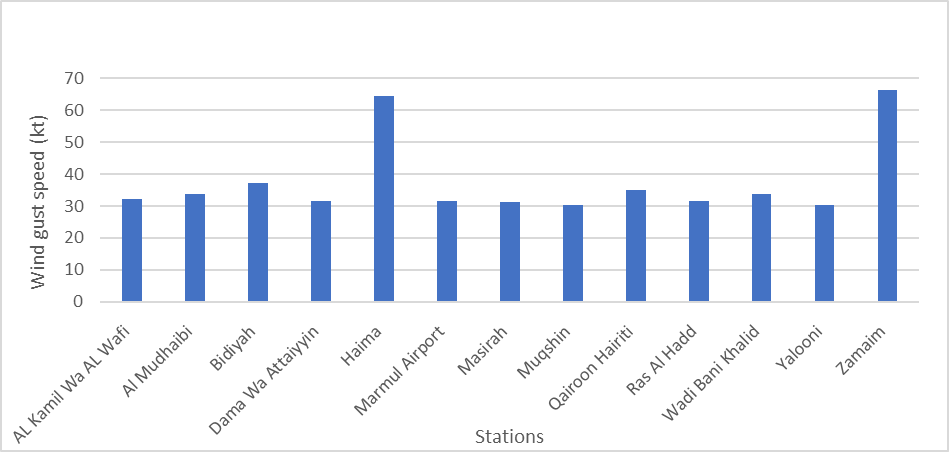 70
60
50
40
30
20
10
0
Wind gust speed (kt)
AL Kamil Wa AL Wafi
Al Mudhaibi
Bidiyah
Dama Wa Attaiyyin
Haima
Marmul Airport
Masirah
Muqshin
Qairoon Hairiti
Ras Al Hadd
Wadi Bani Khalid
Yalooni
Zamaim
Stations